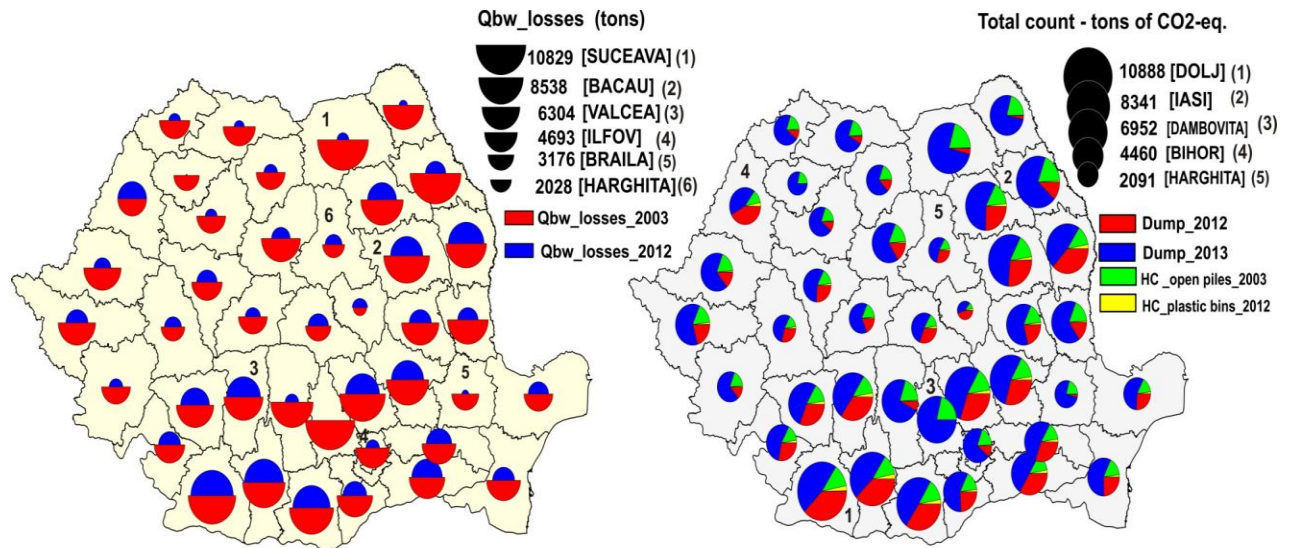 Qbw_losses (tons)
10829 [SUCEAVA] (1)
8538 [BACAU] (2)
6304 [VALCEA] (3)
4693 [ILFOV] (4)
3176 [BRAILA] (5)
2028 [HARGHITA] (6)
Qbw_losses_2003
Qbw_losses_2012
1
6
2
3
5
4
Total count - tons of CO2-eq.
10888 [DOLJ] (1)
8341 [IASI] (2)
6952 [DAMBOVITA] (3)
4460 [BIHOR] (4)
2091 [HARGHITA] (5)
Dump_2012
Dump_2013
HC _open piles_2003
HC_plastic bins_2012
4
2
5
3
1